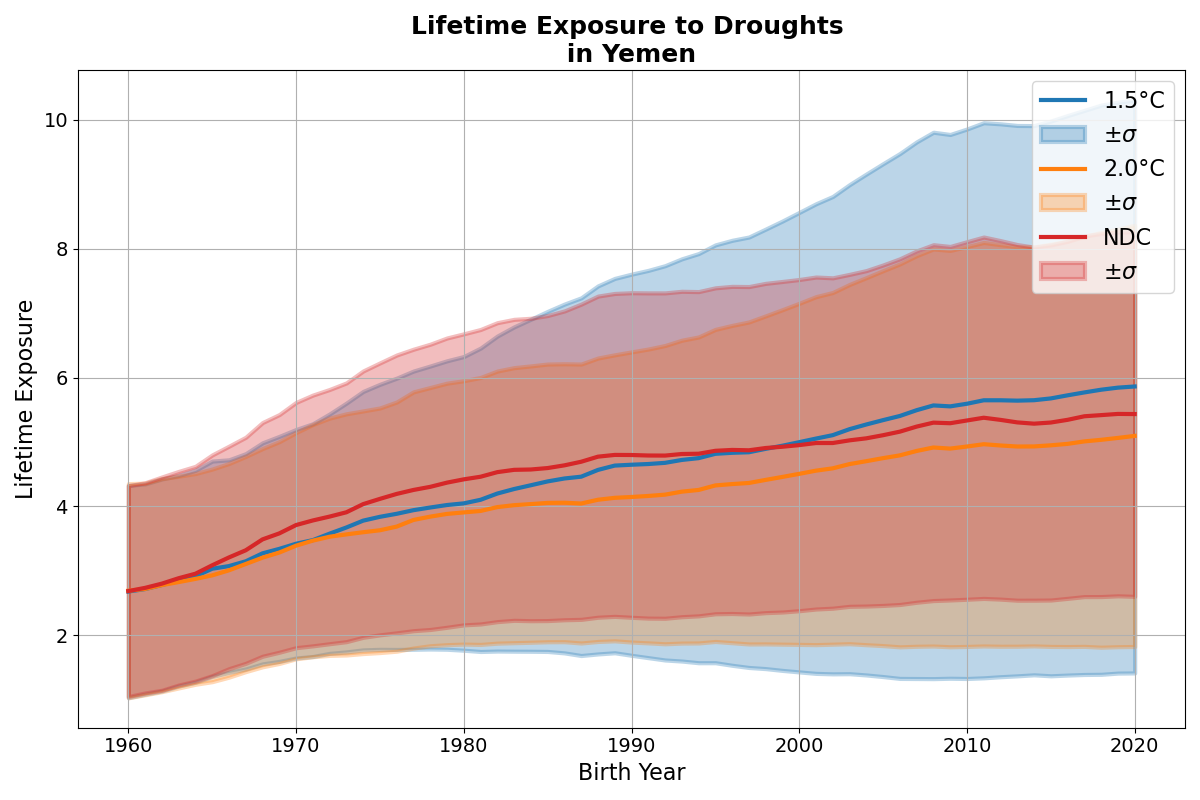 Lifetime Exposure to Droughts
in Yemen
Lifetime Exposure
10
8
6
4
2
1960 1970 1980 1990 2000 2010 2020
Birth Year
1.5°C
±σ
2.0°C
±σ
NDC
±σ